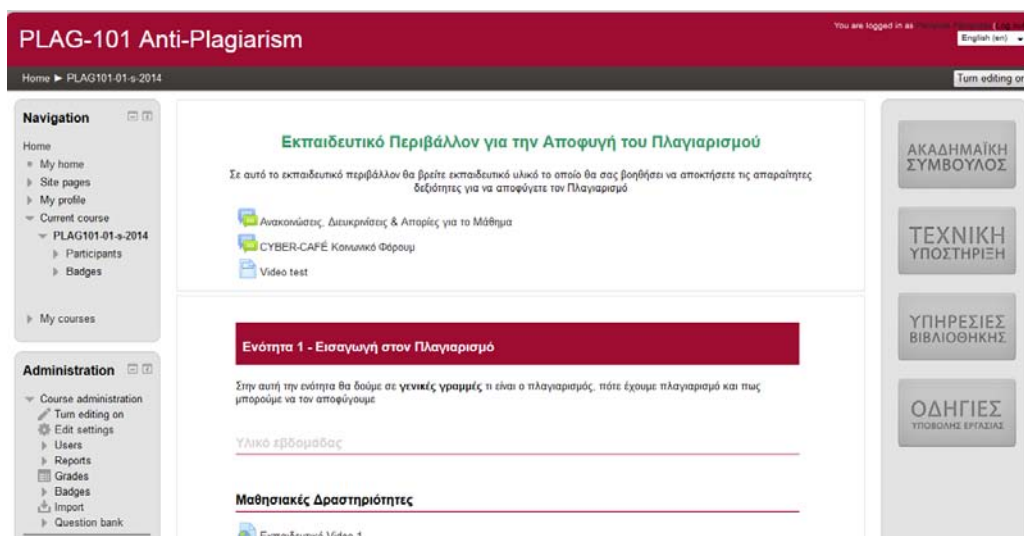 PLAG-101 Anti-Plagiarism
You are logged in as
English (en)
Home ► PLAG101-01-s-2014
Turn editing on
Navigation
Home
My home
Site pages
My profile
Current course
PLAG101-01-s-2014
Participants
Badges
My courses
Administration
Course administration
Turn editing on
Edit settings
Users
Reports
Grades
Badges
Import
Question bank
Εκπαιδευτικό Περιβάλλον για την Αποφυγή του Πλαγιαρισμού
Σε αυτό το εκπαιδευτικό περιβάλλον θα βρείτε εκπαιδευτικό υλικό το οποίο θα σας βοηθήσει να αποκτήσετε τις απαραίτητες
δεξιότητες για να αποφύγετε τον Πλαγιαρισμό
Ανακοινώσεις, Διευκρινίσεις & Απορίες για το Μάθημα
CYBER-CAFÉ Κοινωνικό Φόρουμ
Video test
Ενότητα 1 - Εισαγωγή στον Πλαγιαρισμό
Στην αυτή την ενότητα θα δούμε σε γενικές γραμμές τι είναι ο πλαγιαρισμός, πότε έχουμε πλαγιαρισμό και πως
μπορούμε να τον αποφύγουμε
Υλικό εβδομάδας
Μαθησιακές Δραστηριότητες
Εκπαιδευτικό Video 1
ΑΚΑΔΗΜΑΪΚΗ
ΣΥΜΒΟΥΛΟΣ
ΤΕΧΝΙΚΗ
ΥΠΟΣΤΗΡΙΞΗ
ΥΠΗΡΕΣΙΕΣ
ΒΙΒΛΙΟΘΗΚΗΣ
ΟΔΗΓΙΕΣ
ΥΠΟΒΟΛΗΣ ΕΡΓΑΣΙΑΣ